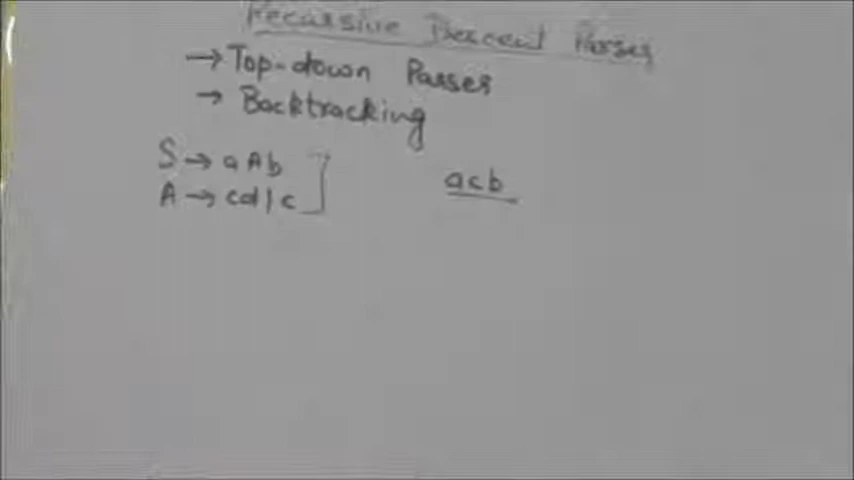 Recursive Descent Parser
→ Top-down Parser
→ Backtracking
S → aAb
A → cd/c
acb